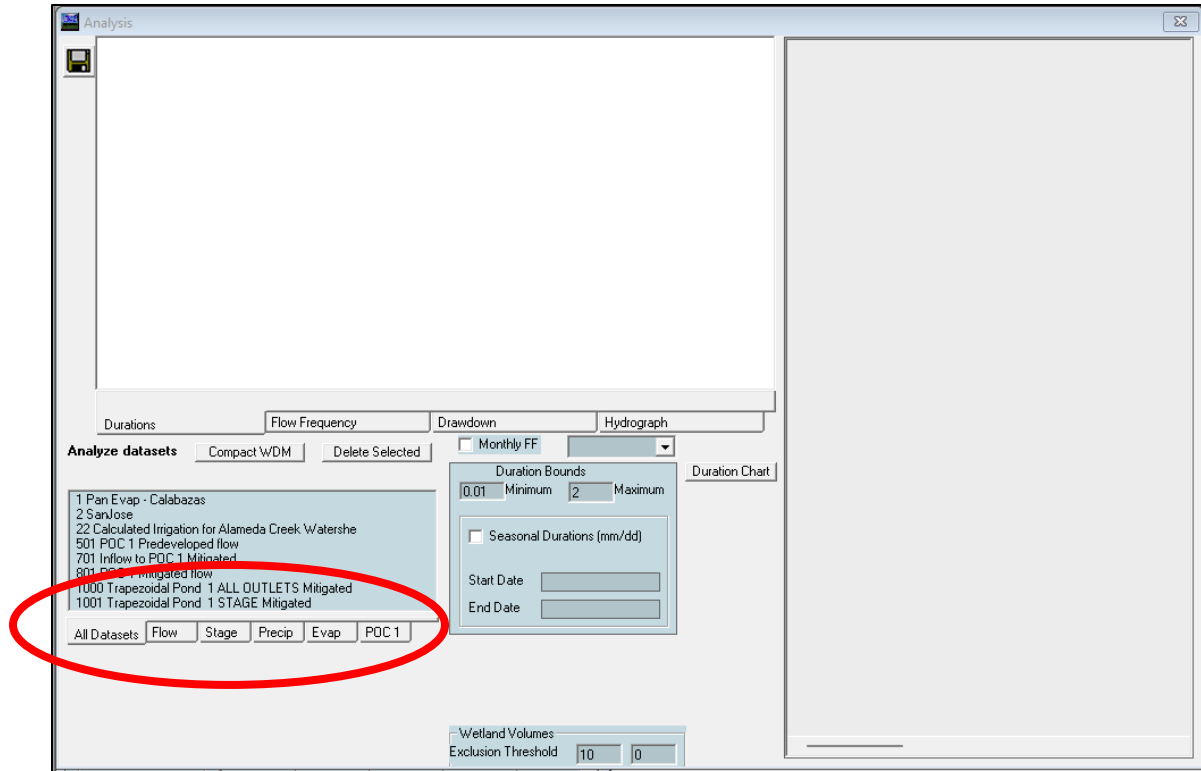 Analysis
Durations Flow Frequency Drawdown Hydrograph
Analyze datasets Compact WDM Delete Selected Monthly FF
Duration Bounds
0.01 Minimum 2 Maximum
Duration Chart
1 Pan Evap - Calabazas
2 SanJose
22 Calculated Irrigation for Alameda Creek Watershe
501 POC 1 Predeveloped flow
701 Inflow to POC 1 Mitigated
801 POC 1 Mitigated flow
1000 Trapezoidal Pond 1 ALL OUTLETS Mitigated
1001 Trapezoidal Pond 1 STAGE Mitigated
Seasonal Durations (mm/dd)
Start Date
End Date
All Datasets Flow Stage Precip Evap POC 1
Wetland Volumes
Exclusion Threshold 10 0